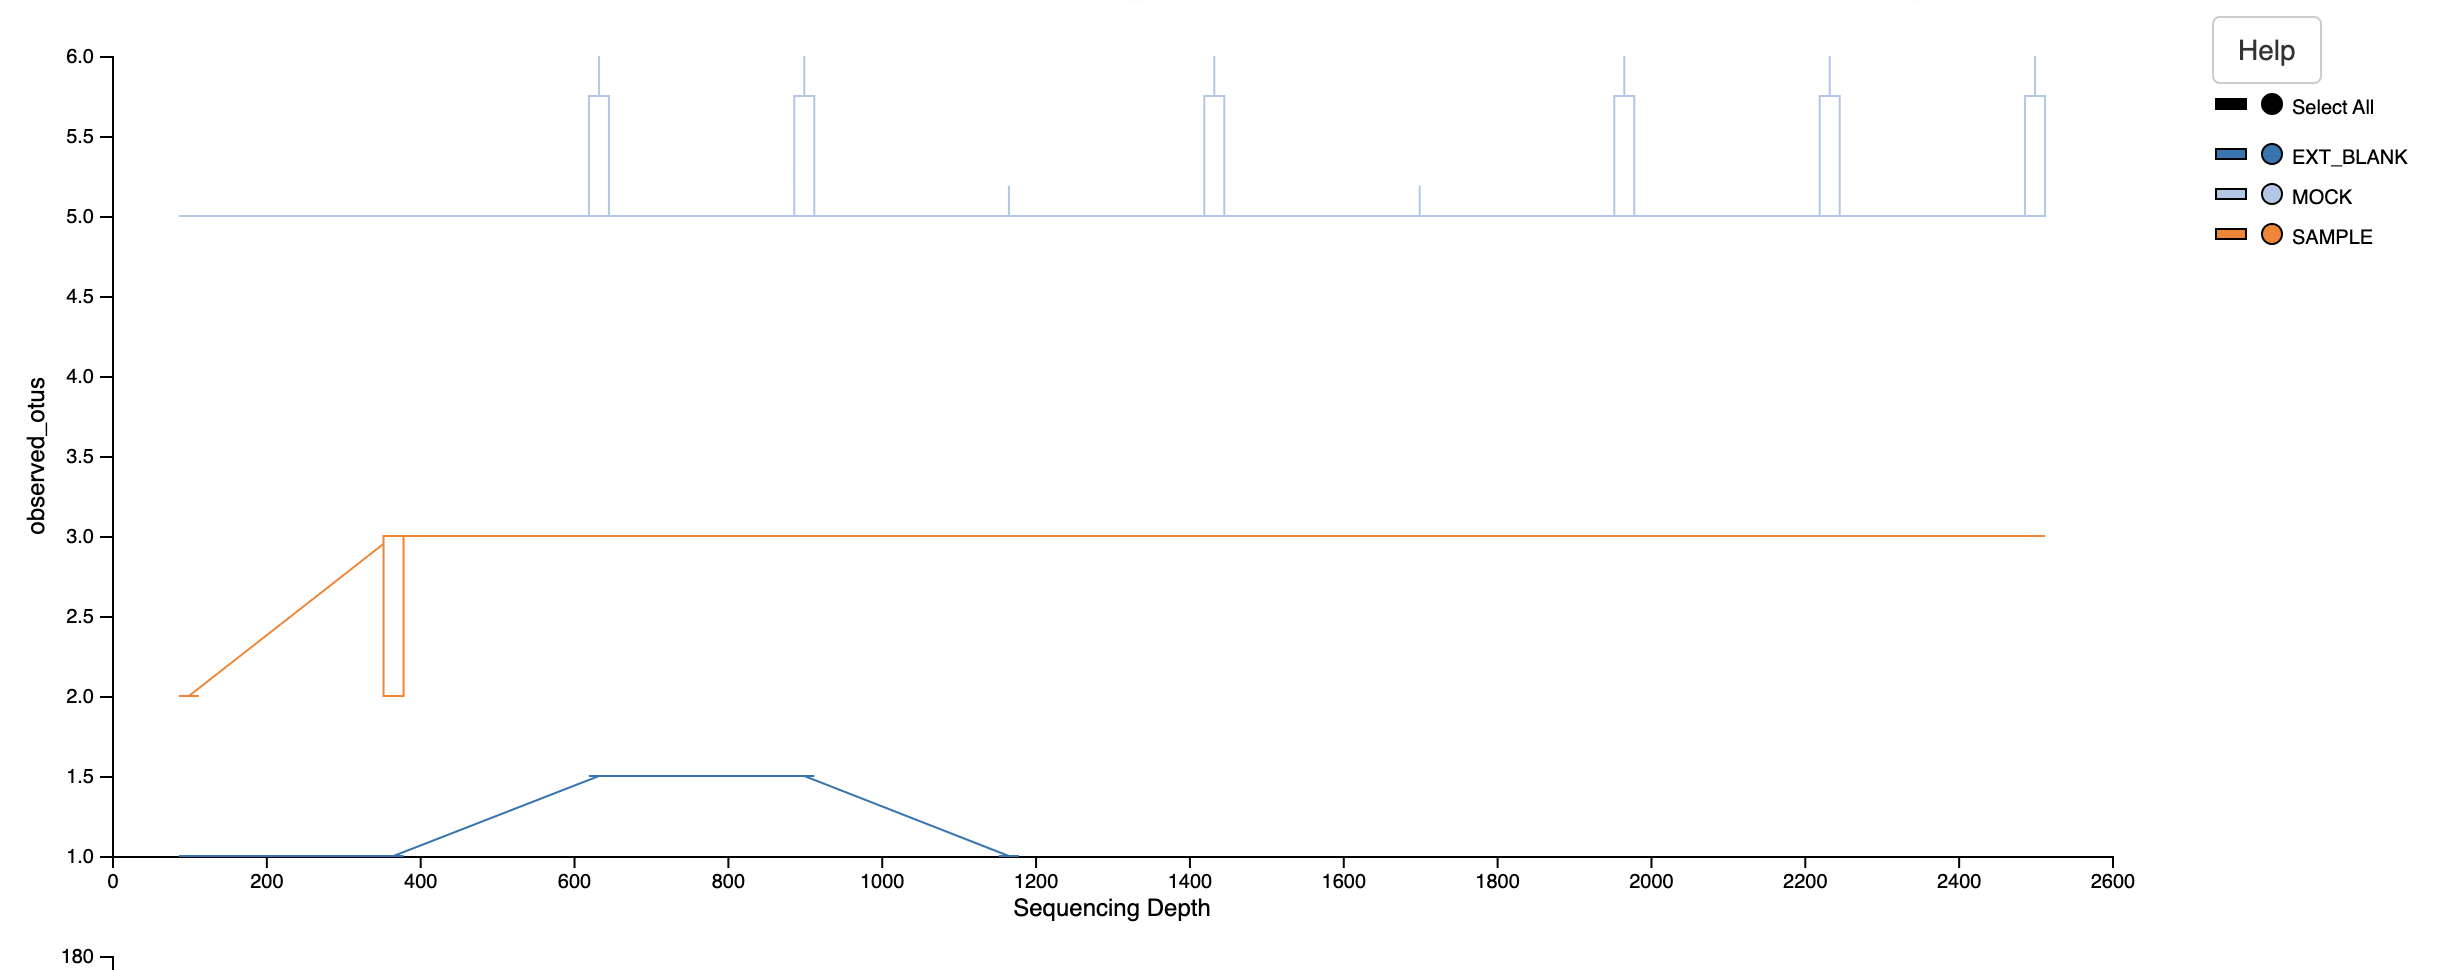 Help
Select All
EXT_BLANK
MOCK
SAMPLE
observed_otus
6.0
5.5
5.0
4.5
4.0
3.5
3.0
2.5
2.0
1.5
1.0
0 200 400 600 800 1000 1200 1400 1600 1800 2000 2200 2400 2600
Sequencing Depth
180